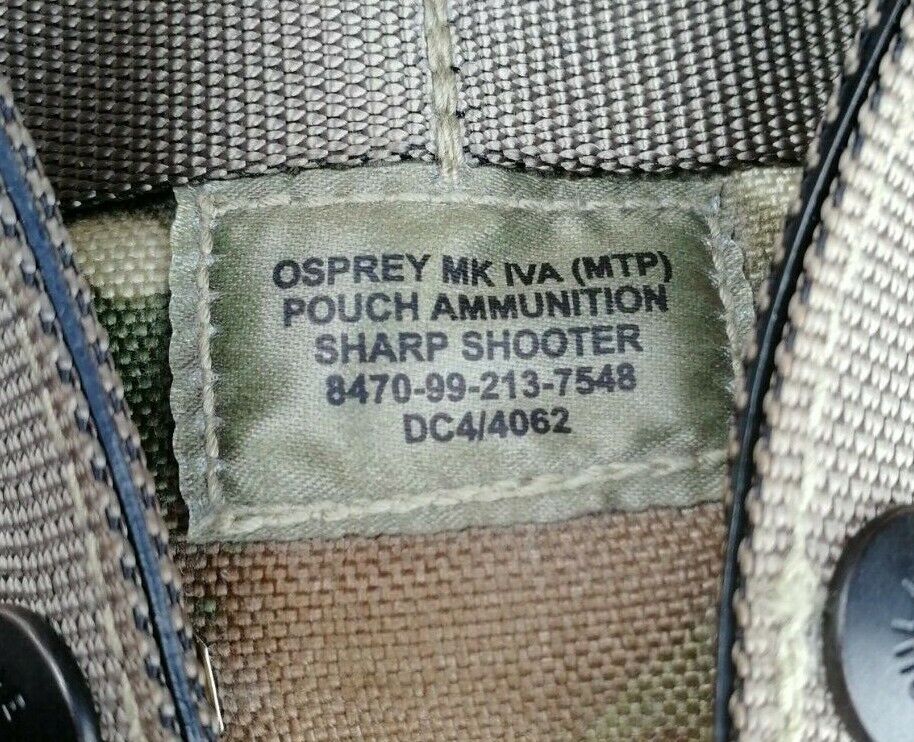 OSPREY MK IVA (MTP)
POUCH AMMUNITION
SHARP SHOOTER
8470-99-213-7548
DC4/4062